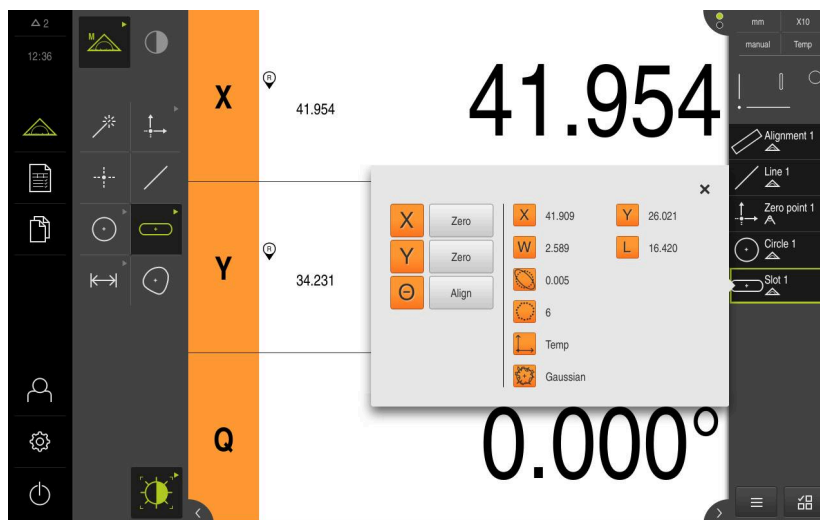 2
12:36
M
X
R
41.954
41.954
Y
R
34.231
Q
0.000°
X Zero
Y Zero
Θ Align
X 41.909 Y 26.021
W 2.589 L 16.420
0.005
6
Temp
Gaussian
mm X10
manual Temp
Alignment 1
Line 1
Zero point 1
Circle 1
Slot 1